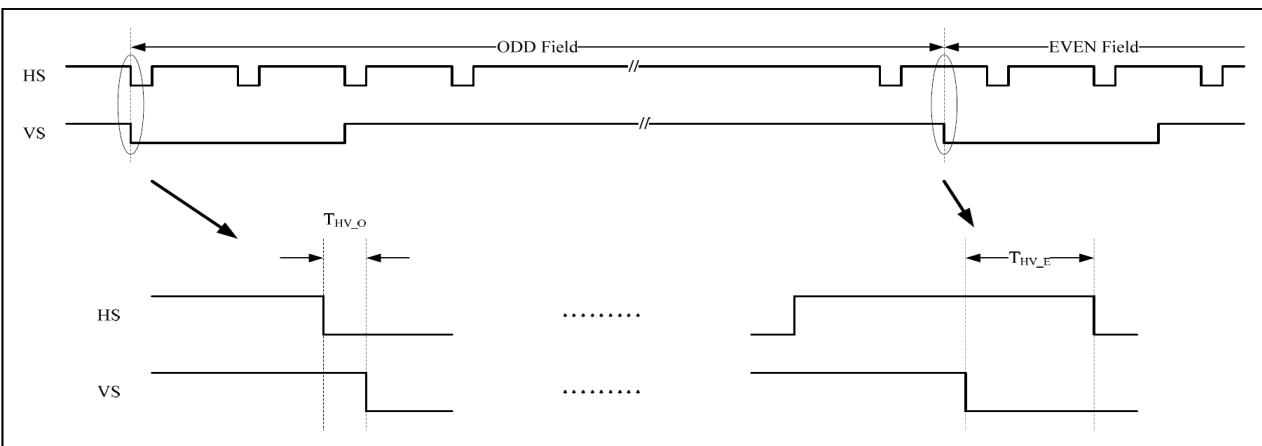 ODD Field
EVEN Field
HS
//
VS
//
THV_O
THV_E
HS
.........
VS
.........